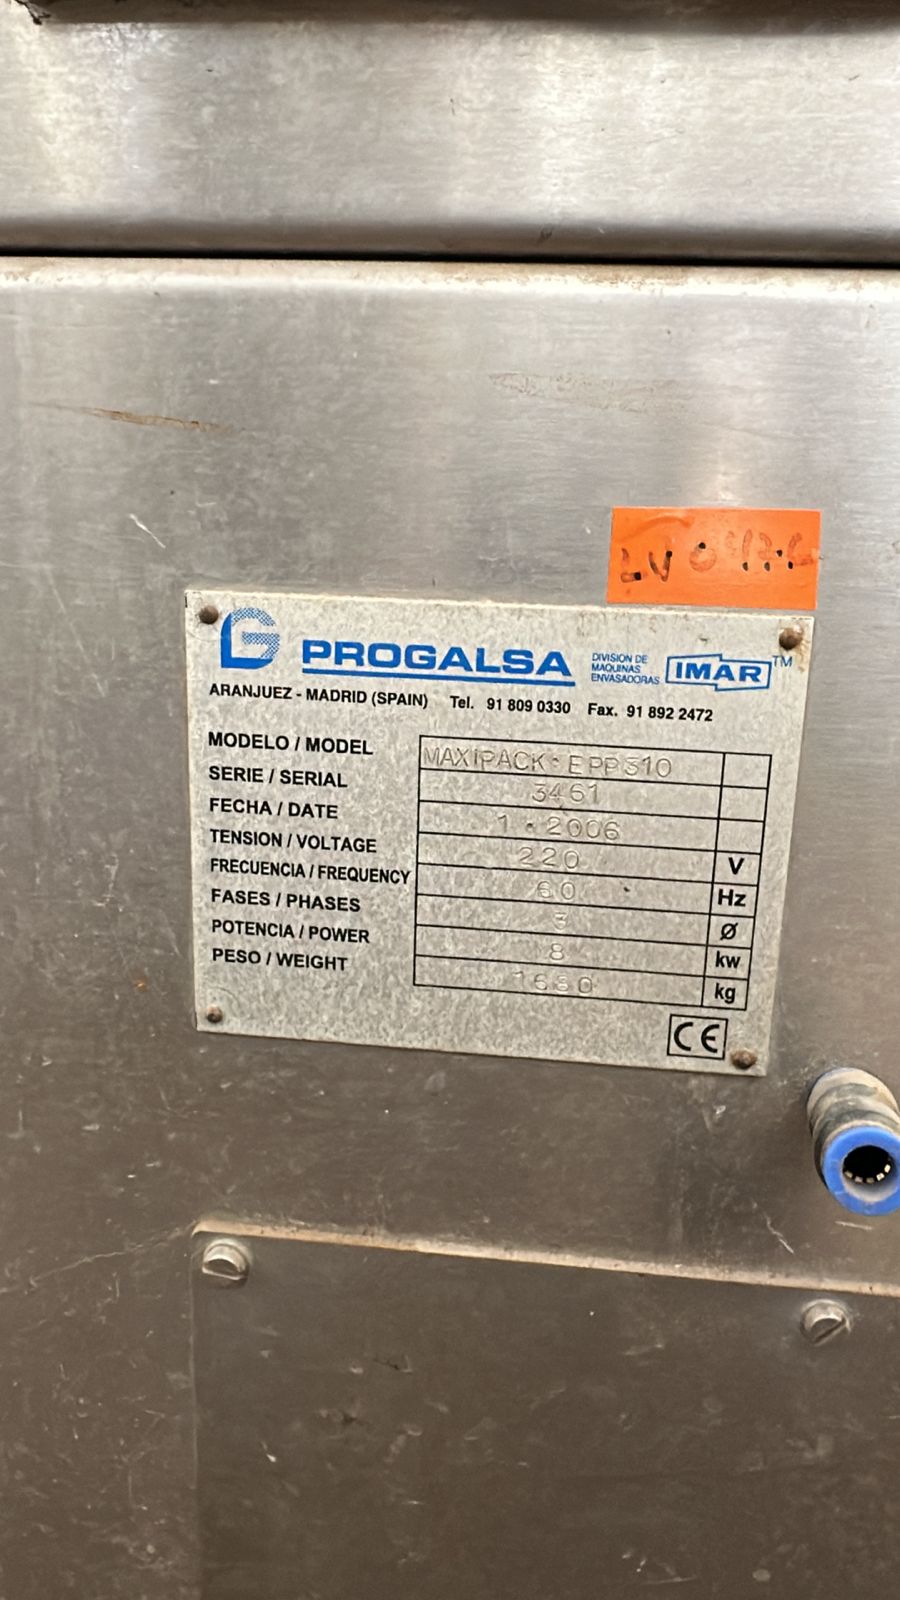 PROGALSA
DIVISION DE
MAQUINAS
ENVASADORAS
IMAR™
ARANJUEZ - MADRID (SPAIN) Tel. 91 809 0330 Fax. 91 892 2472
MODELO / MODEL MAXIPACK·EPP310
SERIE / SERIAL 3461
FECHA / DATE 1·2006
TENSION / VOLTAGE 220 V
FRECUENCIA / FREQUENCY 60 Hz
FASES / PHASES 3 Ø
POTENCIA / POWER 8 kw
PESO / WEIGHT kg
CE